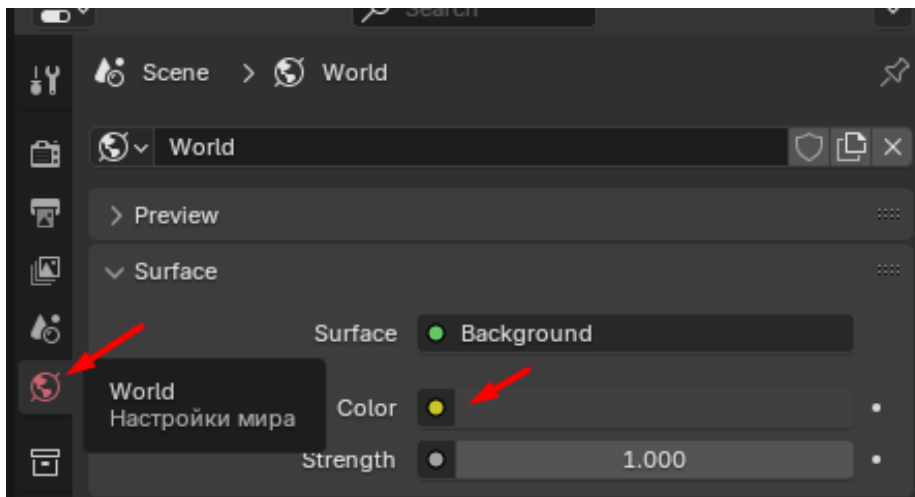 Search
Scene > World
World
Preview
Surface
Surface Background
World
Настройки мира
Color
Strength 1.000